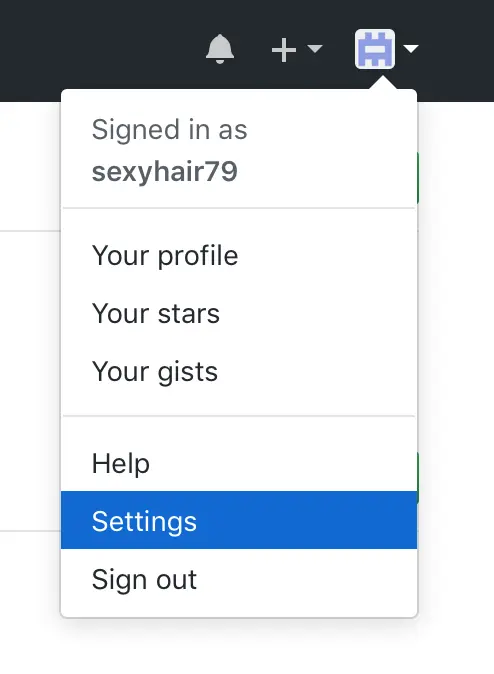 Signed in as
sexyhair79
Your profile
Your stars
Your gists
Help
Settings
Sign out